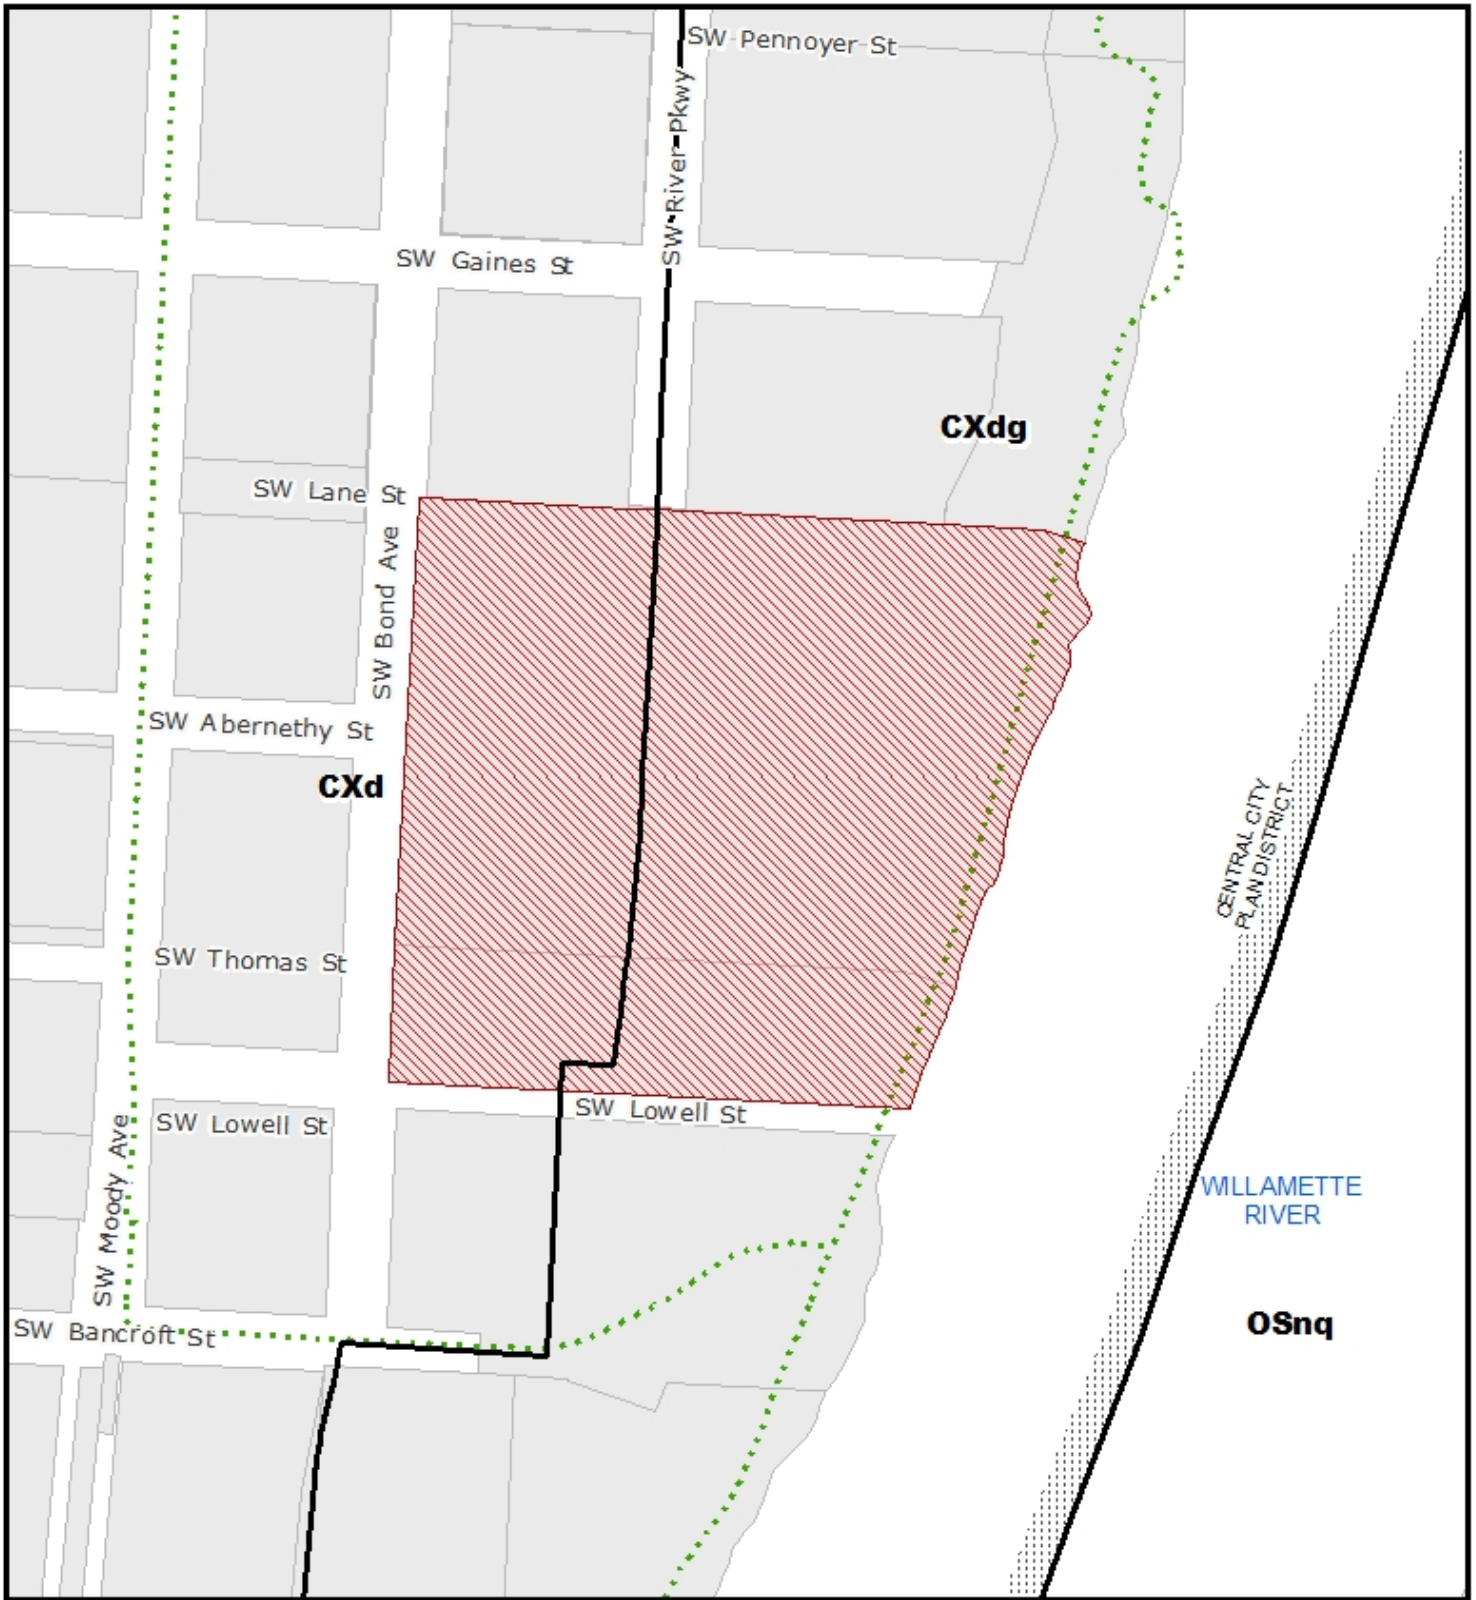 SW Pennoyer St
SW River Pkwy
SW Gaines St
CXdg
SW Lane St
SW Bond Ave
SW Abernethy St
CXd
CENTRAL CITY
PLAN DISTRICT
SW Thomas St
SW Lowell St
SW Lowell St
SW Moody Ave
WILLAMETTE
RIVER
SW Bancroft St
OSnq